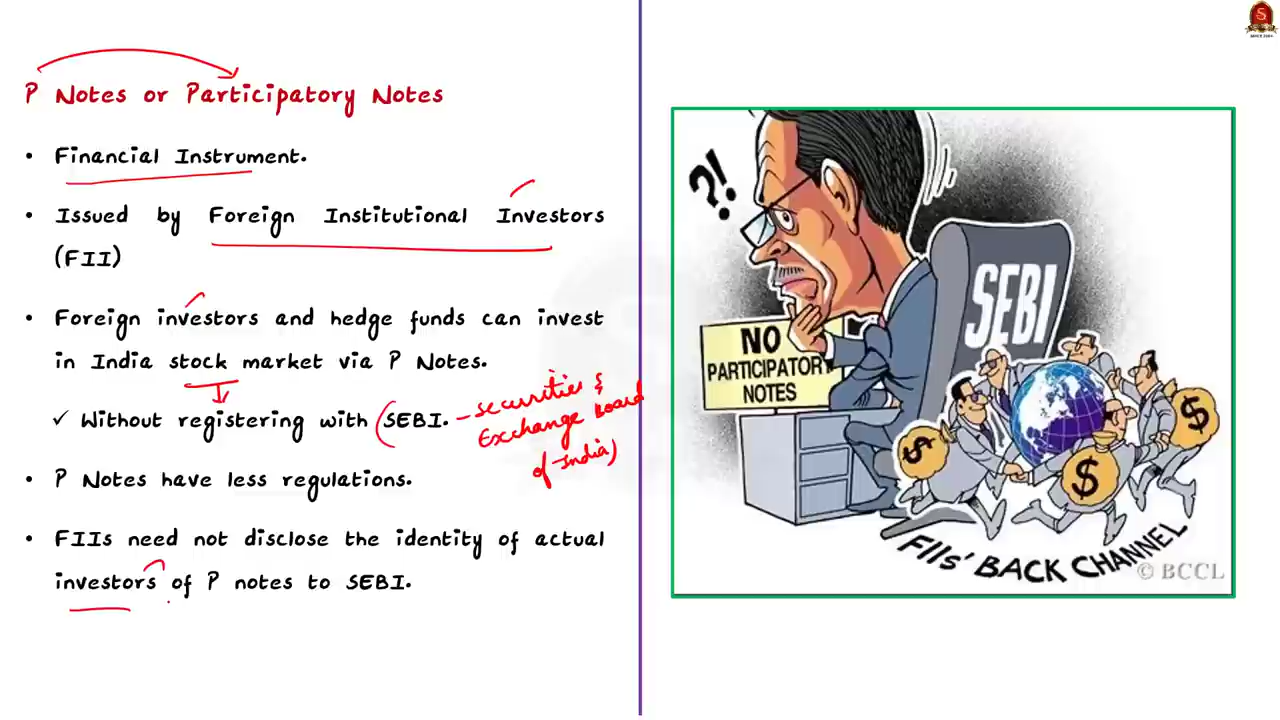 P Notes or Participatory Notes
• Financial Instrument.
• Issued by Foreign Institutional Investors
(FII)
• Foreign investors and hedge funds can invest
in India stock market via P Notes.
✓ Without registering with (SEBI. - Securities &
Exchange Board
of India)
• P Notes have less regulations.
• FIIs need not disclose the identity of actual
investors of P notes to SEBI.
?!
SEBI
NO
PARTICIPATORY
NOTES
$
$
$
FIIs' BACK CHANNEL
© BCCL